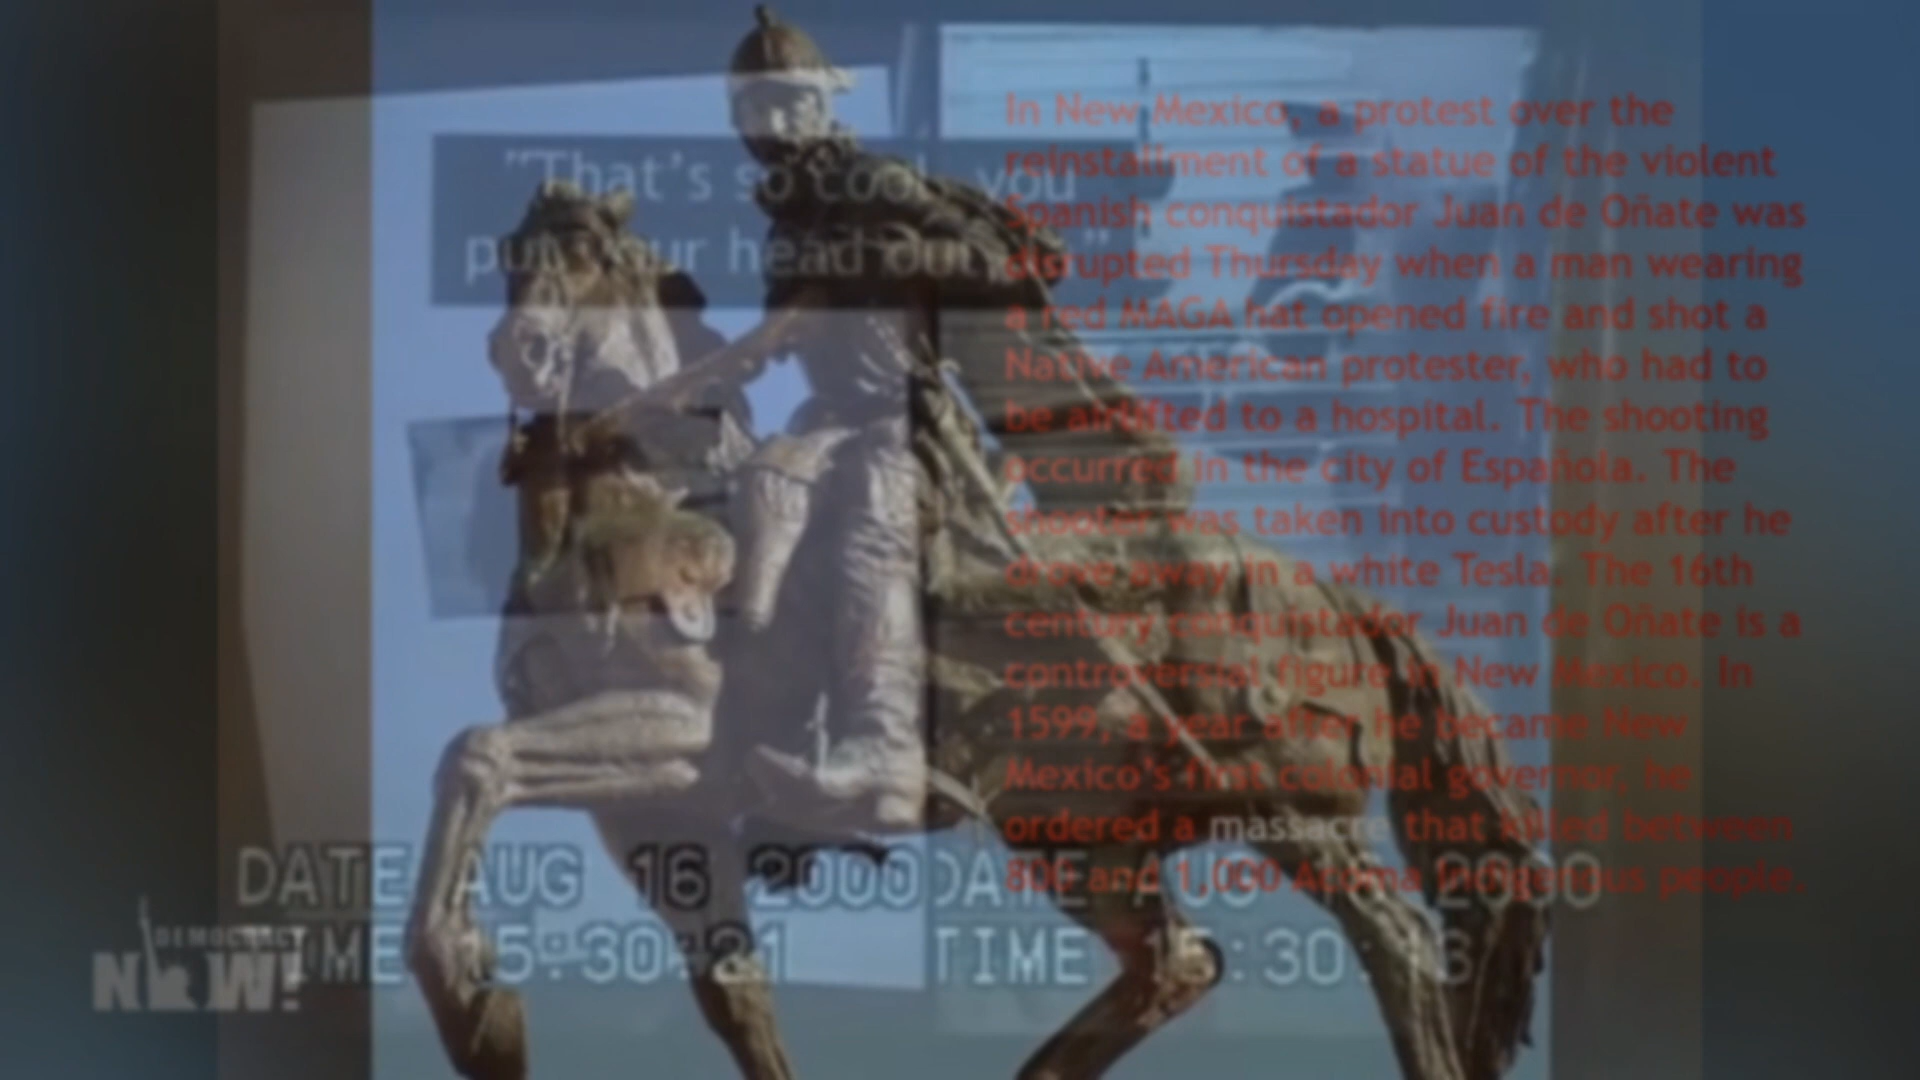 "That's so cool, you
put your head out,"
In New Mexico, a protest over the
reinstallment of a statue of the violent
Spanish conquistador Juan de Oñate was
disrupted Thursday when a man wearing
a red MAGA hat opened fire and shot a
Native American protester, who had to
be airlifted to a hospital. The shooting
occurred in the city of Española. The
shooter was taken into custody after he
drove away in a white Tesla. The 16th
century conquistador Juan de Oñate is a
controversial figure in New Mexico. In
1599, a year after he became New
Mexico's first colonial governor, he
ordered a massacre that killed between
800 and 1,000 Acoma Indigenous people.
DATE AUG 16 2000
TIME 15:30:21
DATE AUG 16 2000
TIME 15:30:16
DEMOCRACY
NOW!